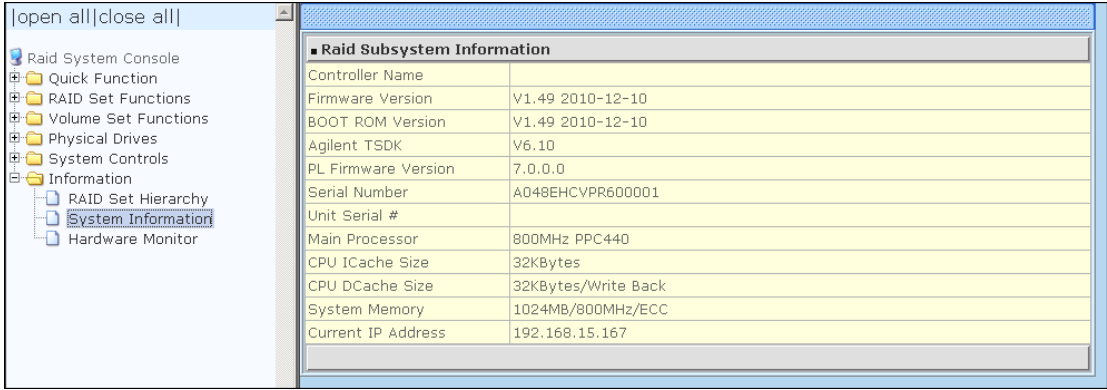 |open all|close all|
Raid System Console
Quick Function
RAID Set Functions
Volume Set Functions
Physical Drives
System Controls
Information
RAID Set Hierarchy
System Information
Hardware Monitor
Raid Subsystem Information
Controller Name
Firmware Version V1.49 2010-12-10
BOOT ROM Version V1.49 2010-12-10
Agilent TSDK V6.10
PL Firmware Version 7.0.0.0
Serial Number A048EHCVPR600001
Unit Serial #
Main Processor 800MHz PPC440
CPU ICache Size 32KBytes
CPU DCache Size 32KBytes/Write Back
System Memory 1024MB/800MHz/ECC
Current IP Address 192.168.15.167